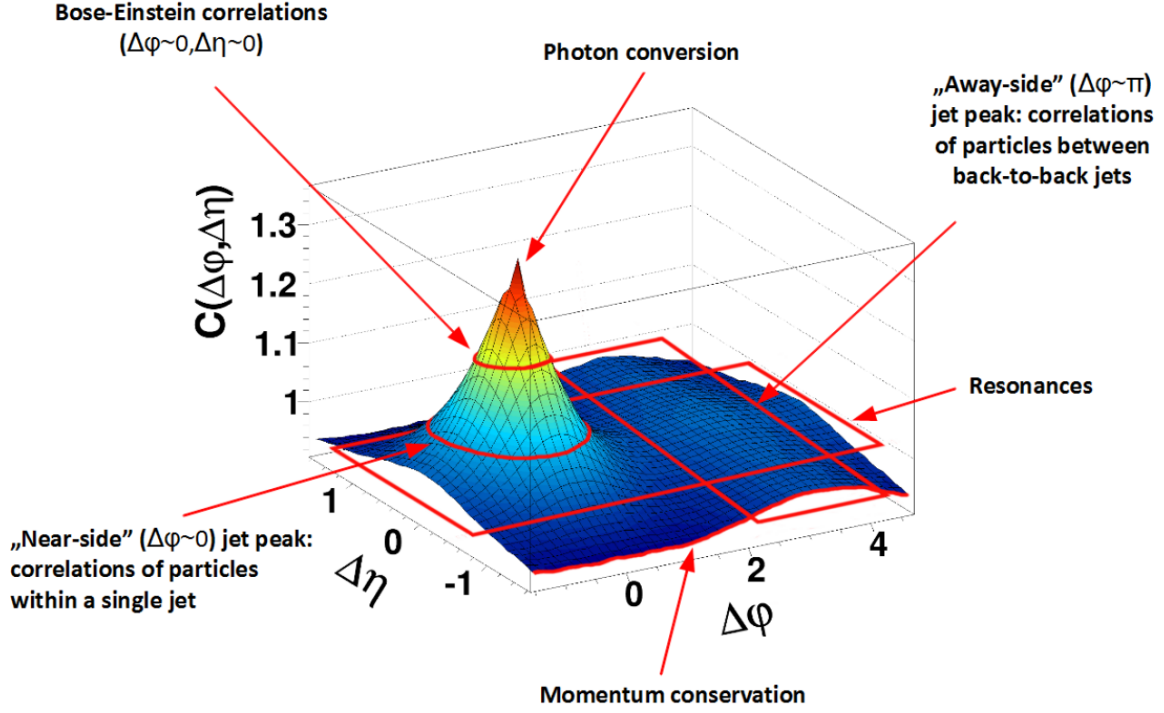 Bose-Einstein correlations
(Δφ~0,Δη~0)
Photon conversion
„Away-side” (Δφ~π)
jet peak: correlations
of particles between
back-to-back jets
C(Δφ,Δη)
1.3
1.2
1.1
1
Resonances
1
0
-1
Δη
0
2
4
Δφ
„Near-side” (Δφ~0) jet peak:
correlations of particles
within a single jet
Momentum conservation